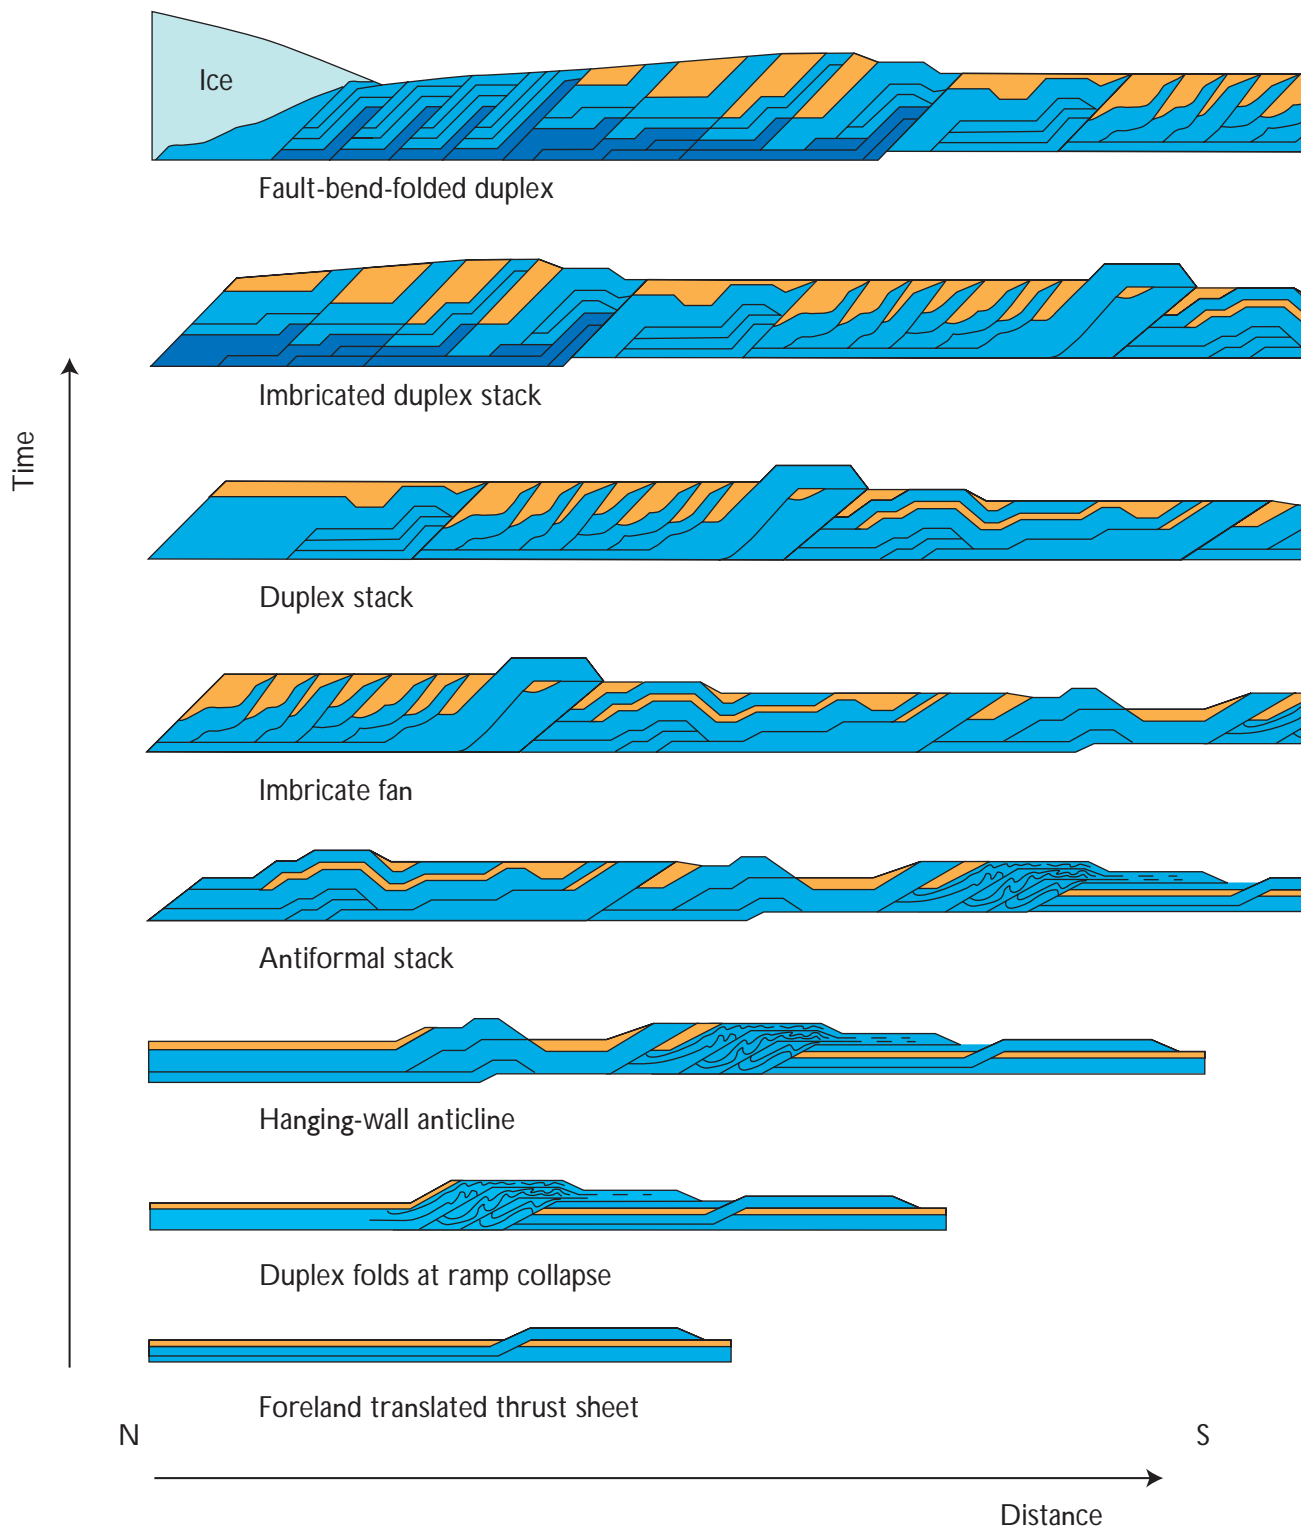 Ice
Fault-bend-folded duplex
Imbricated duplex stack
Time
Duplex stack
Imbricate fan
Antiformal stack
Hanging-wall anticline
Duplex folds at ramp collapse
Foreland translated thrust sheet
N
S
Distance